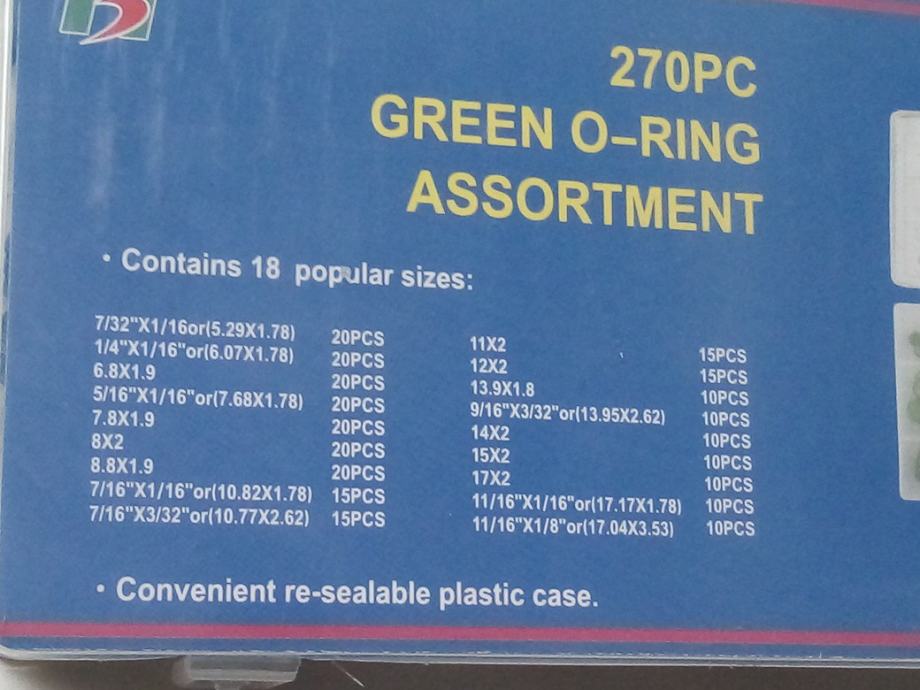 270PC
GREEN O-RING
ASSORTMENT
· Contains 18 popular sizes:
7/32"X1/16or(5.29X1.78) 20PCS
1/4"X1/16"or(6.07X1.78) 20PCS
6.8X1.9 20PCS
5/16"X1/16"or(7.68X1.78) 20PCS
7.8X1.9 20PCS
8X2 20PCS
8.8X1.9 20PCS
7/16"X1/16"or(10.82X1.78) 15PCS
7/16"X3/32"or(10.77X2.62) 15PCS
11X2 15PCS
12X2 15PCS
13.9X1.8 10PCS
9/16"X3/32"or(13.95X2.62) 10PCS
14X2 10PCS
15X2 10PCS
17X2 10PCS
11/16"X1/16"or(17.17X1.78) 10PCS
11/16"X1/8"or(17.04X3.53) 10PCS
· Convenient re-sealable plastic case.